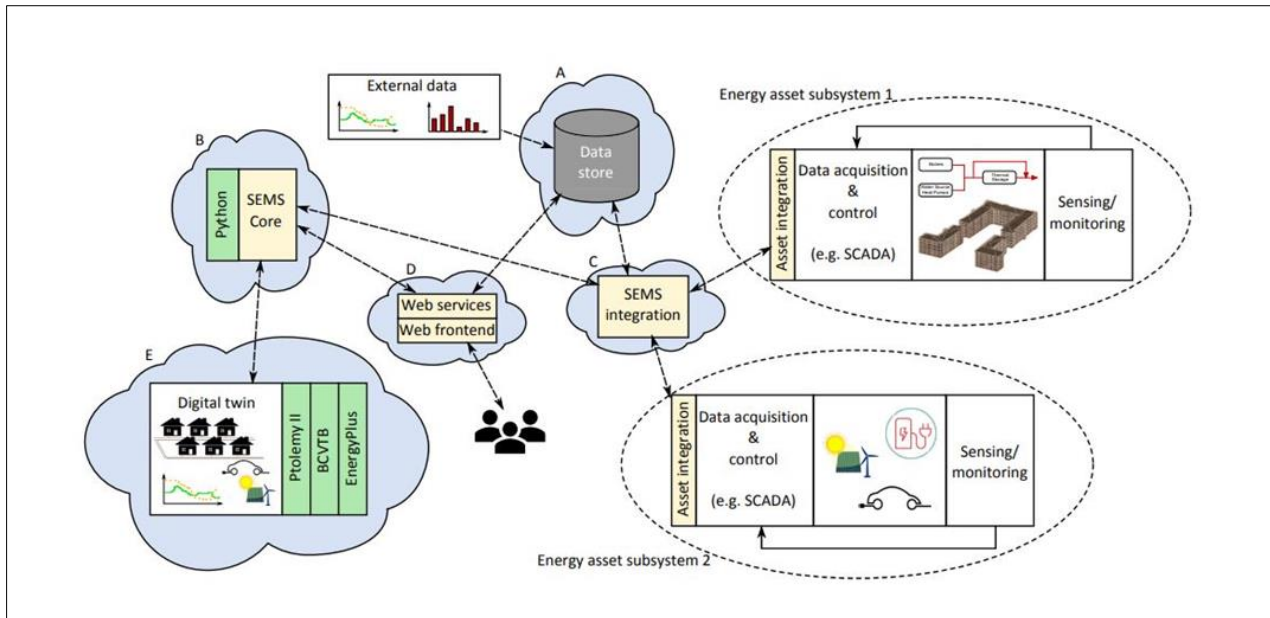 External data
A
Data
store
B
Python
SEMS
Core
D
Web services
Web frontend
C
SEMS
integration
E
Digital twin
Ptolemy II
BCVTB
EnergyPlus
Energy asset subsystem 1
Asset integration
Data acquisition
&
control
(e.g. SCADA)
Thermal
Storage
Sensing/
monitoring
Asset integration
Data acquisition
&
control
(e.g. SCADA)
Sensing/
monitoring
Energy asset subsystem 2